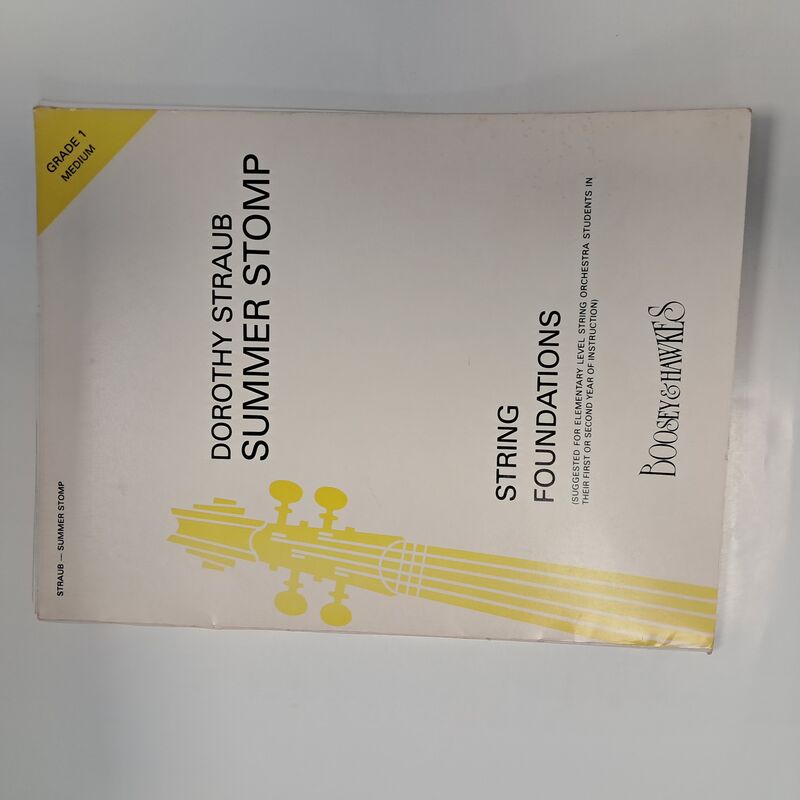 STRAUB — SUMMER STOMP
GRADE 1
MEDIUM
DOROTHY STRAUB
SUMMER STOMP
STRING
FOUNDATIONS
(SUGGESTED FOR ELEMENTARY LEVEL STRING ORCHESTRA STUDENTS IN
THEIR FIRST OR SECOND YEAR OF INSTRUCTION)
BOOSEY & HAWKES